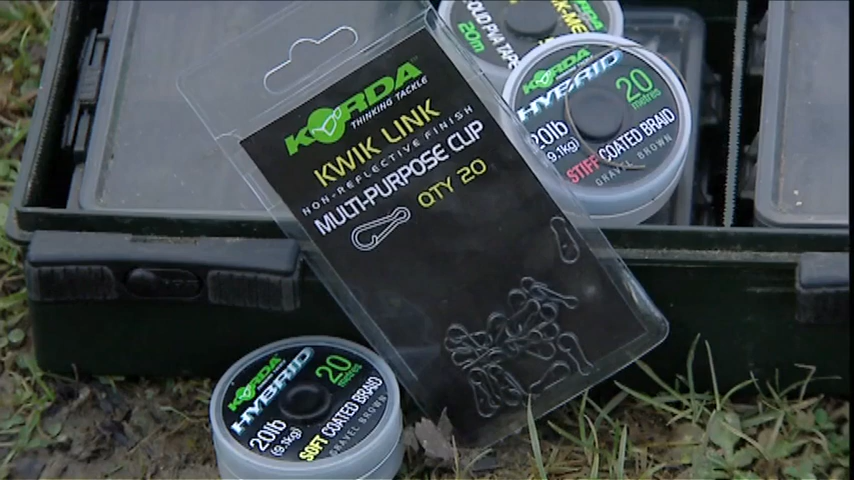 KORDA
THINKING TACKLE
KWIK LINK
NON-REFLECTIVE FINISH
MULTI-PURPOSE CLIP
QTY 20
PVA TAPE
20m
KORDA
HYBRID
20
metres
20lb
(9.1kg)
STIFF COATED BRAID
GRAVEL BROWN
KORDA
HYBRID
20
metres
20lb
(9.1kg)
SOFT COATED BRAID
GRAVEL BROWN